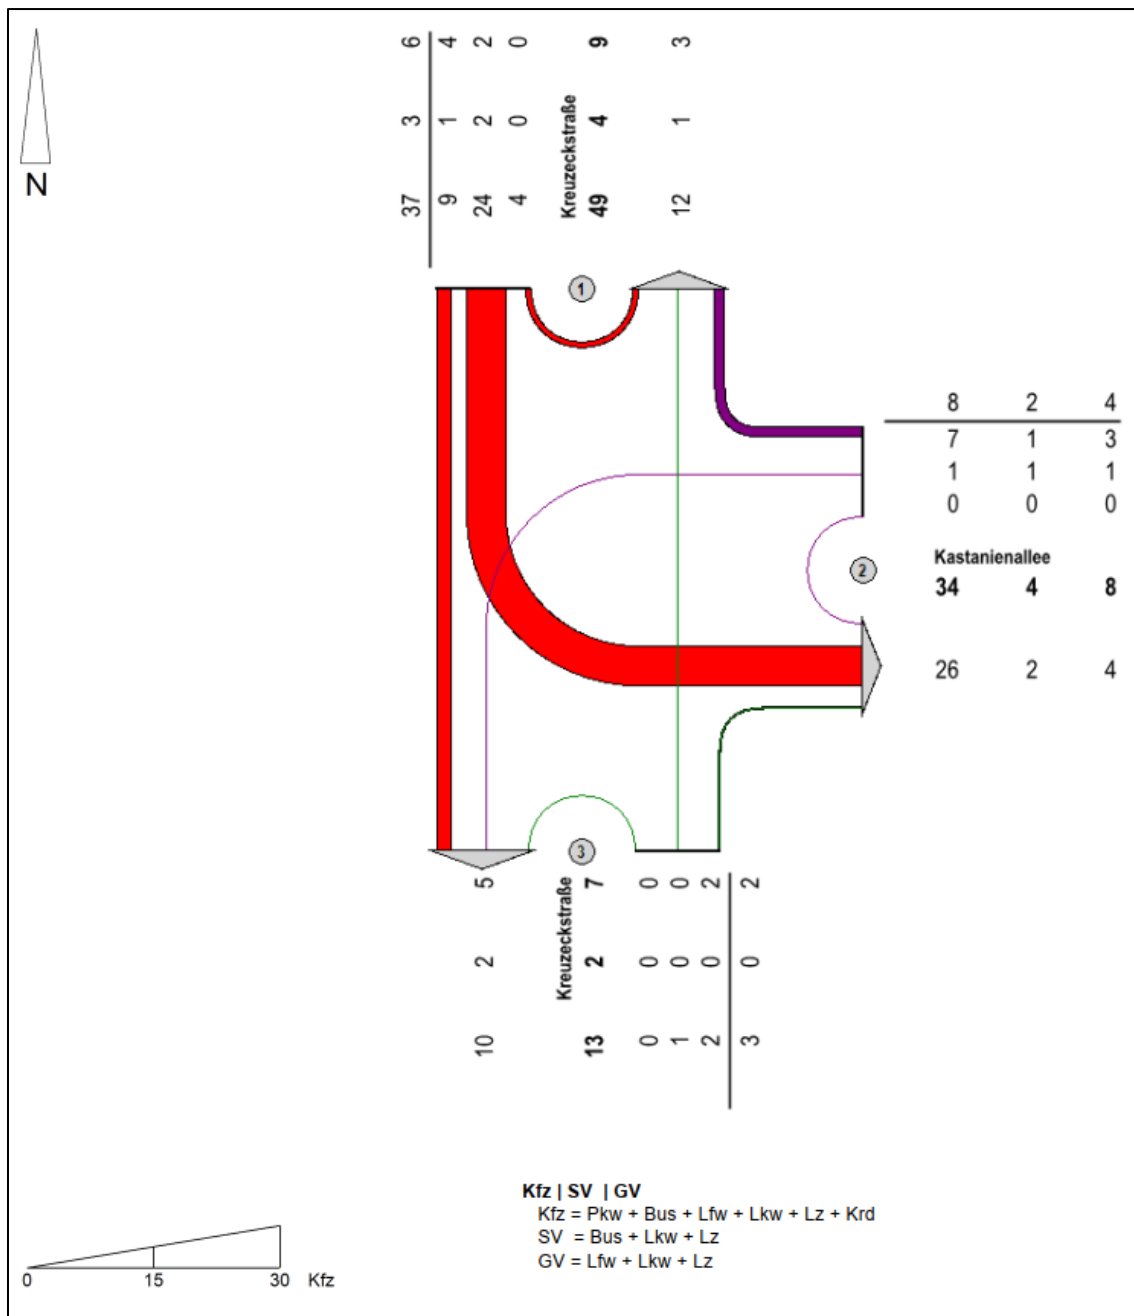 6 4 2 0 9 3
3 1 2 0 4 1
37 9 24 4 49 12
Kreuzeckstraße
N
1
8 2 4
7 1 3
1 1 1
0 0 0
Kastanienallee
2
34 4 8
26 2 4
3
5 7 0 0 2 2
Kreuzeckstraße
2 2 0 0 0 0
10 13 0 1 2 3
Kfz | SV | GV
Kfz = Pkw + Bus + Lfw + Lkw + Lz + Krd
SV = Bus + Lkw + Lz
GV = Lfw + Lkw + Lz
0 15 30 Kfz